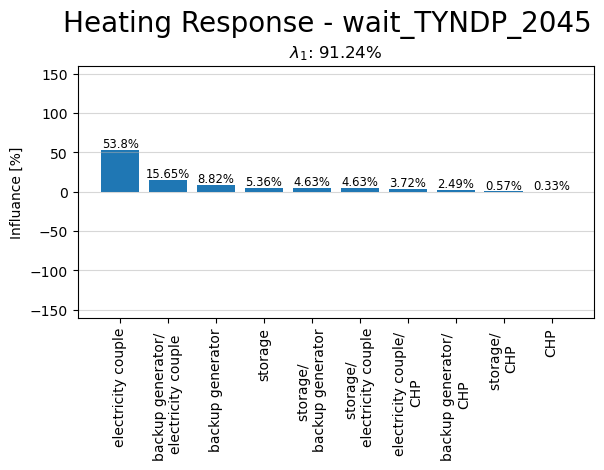 Heating Response - wait_TYNDP_2045
λ₁: 91.24%
Influance [%]
150
100
50
0
−50
−100
−150
53.8%
15.65%
8.82%
5.36%
4.63%
4.63%
3.72%
2.49%
0.57%
0.33%
electricity couple
backup generator/
electricity couple
backup generator
storage
storage/
backup generator
storage/
electricity couple
electricity couple/
CHP
backup generator/
CHP
storage/
CHP
CHP